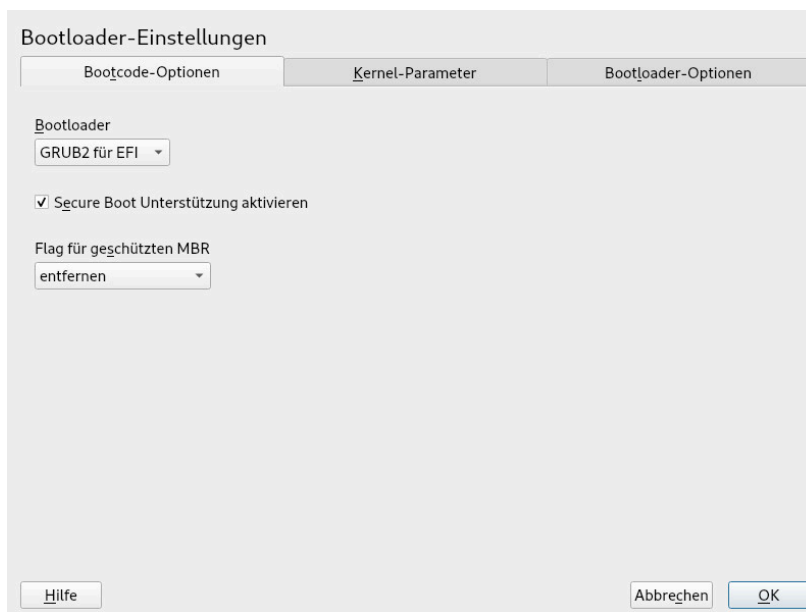 Bootloader-Einstellungen
Bootcode-Optionen
Kernel-Parameter
Bootloader-Optionen
Bootloader
GRUB2 für EFI
Secure Boot Unterstützung aktivieren
Flag für geschützten MBR
entfernen
Hilfe
Abbrechen
OK